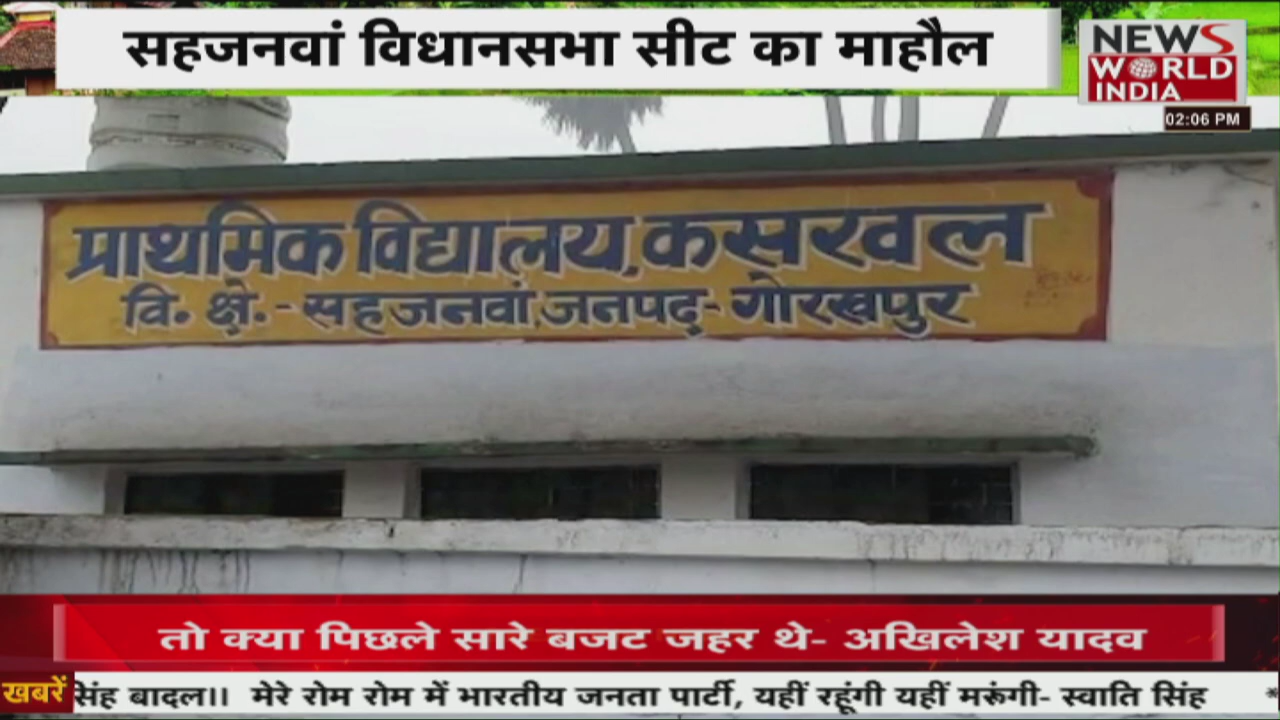 सहजनवां विधानसभा सीट का माहौल
NEWS
WORLD
INDIA
02:06 PM
प्राथमिक विद्यालय, कसरवल
वि. क्षे.- सहजनवां, जनपद- गोरखपुर
तो क्या पिछले सारे बजट जहर थे- अखिलेश यादव
खबरें सिंह बादल।। मेरे रोम रोम में भारतीय जनता पार्टी, यहीं रहूंगी यहीं मरूंगी- स्वाति सिंह